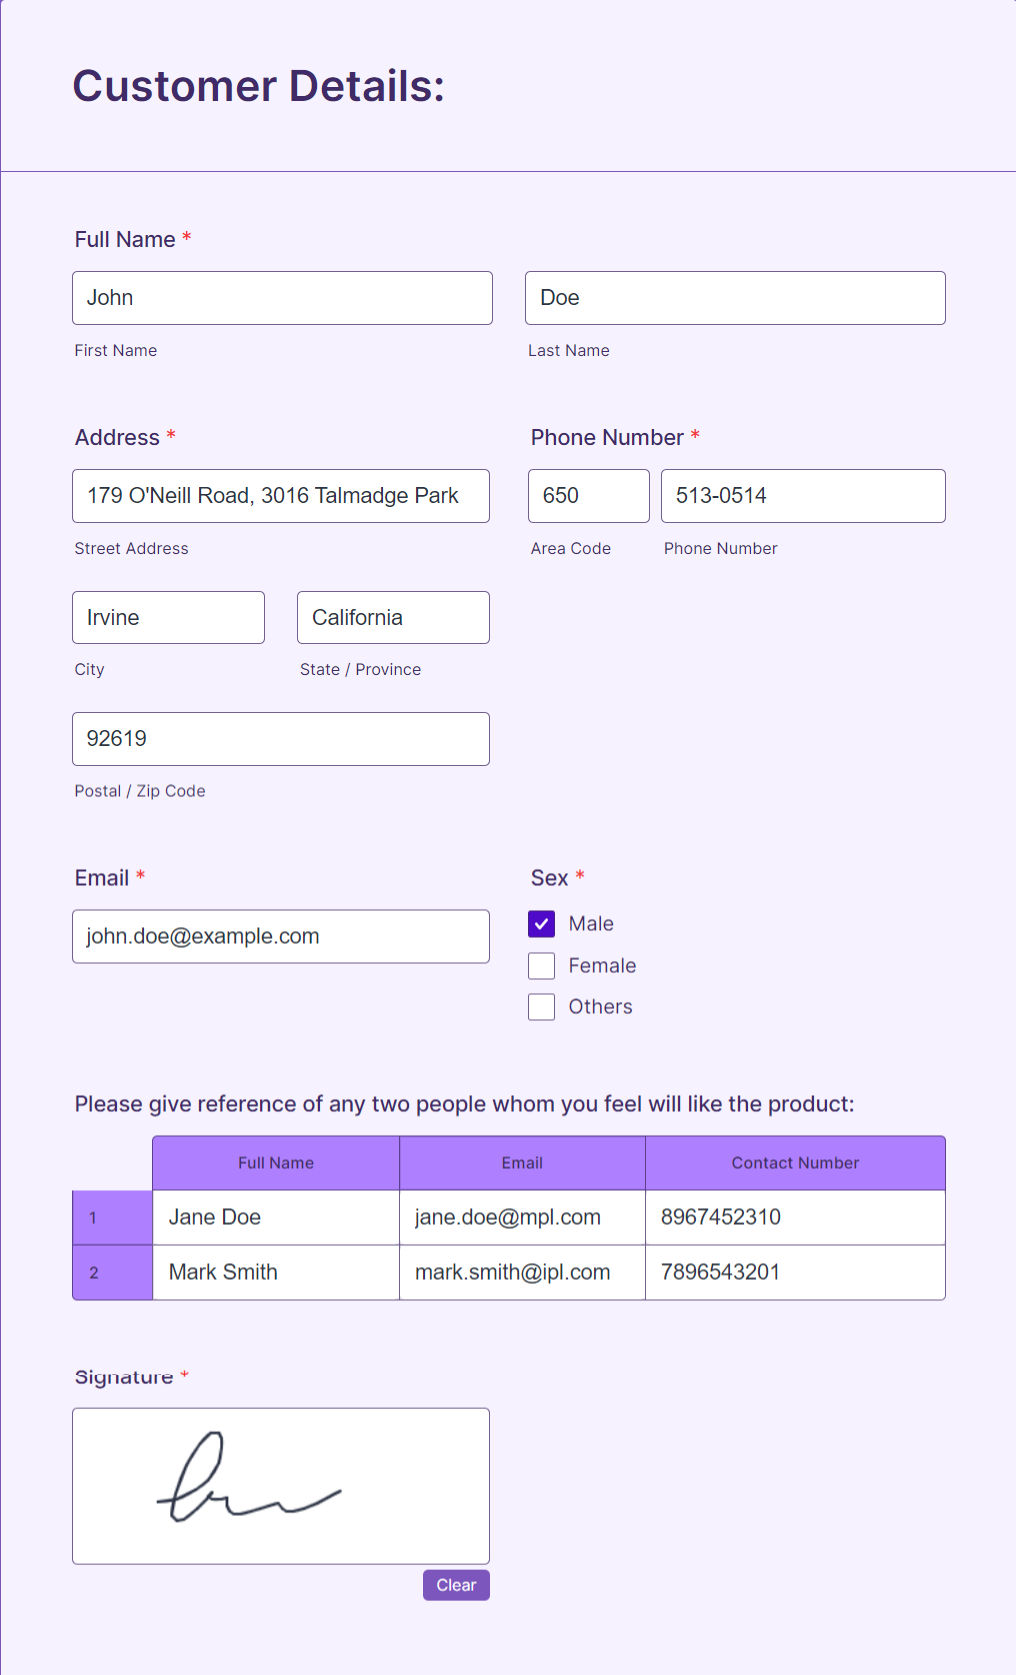 Customer Details:
Full Name *
John Doe
First Name Last Name
Address * Phone Number *
179 O'Neill Road, 3016 Talmadge Park 650 513-0514
Street Address Area Code Phone Number
Irvine California
City State / Province
92619
Postal / Zip Code
Email * Sex *
john.doe@example.com Male
Female
Others
Please give reference of any two people whom you feel will like the product:
Full Name Email Contact Number
1 Jane Doe jane.doe@mpl.com 8967452310
2 Mark Smith mark.smith@ipl.com 7896543201
Signature *
Clear